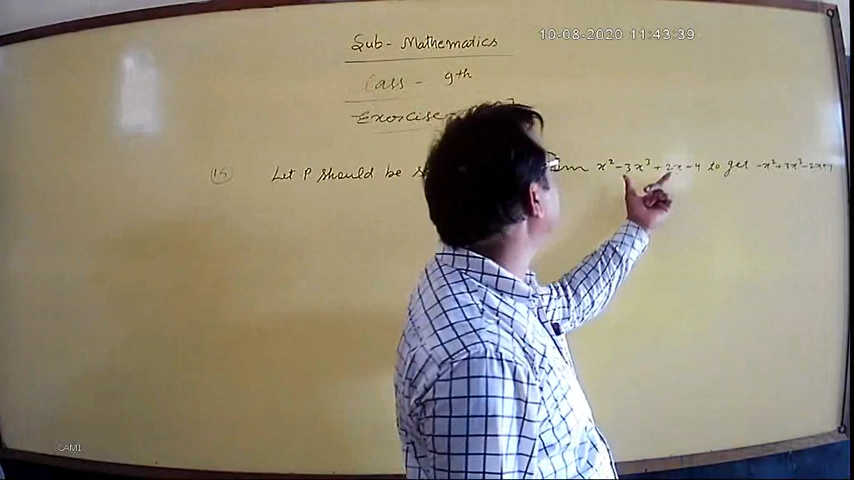 10-08-2020 11:43:39
Sub- Mathematics
Class - 9th
Exercise
(15) Let P should be x² - 3x³ + 2x - 4 to get -x²+3x³-2x+4
CAM1